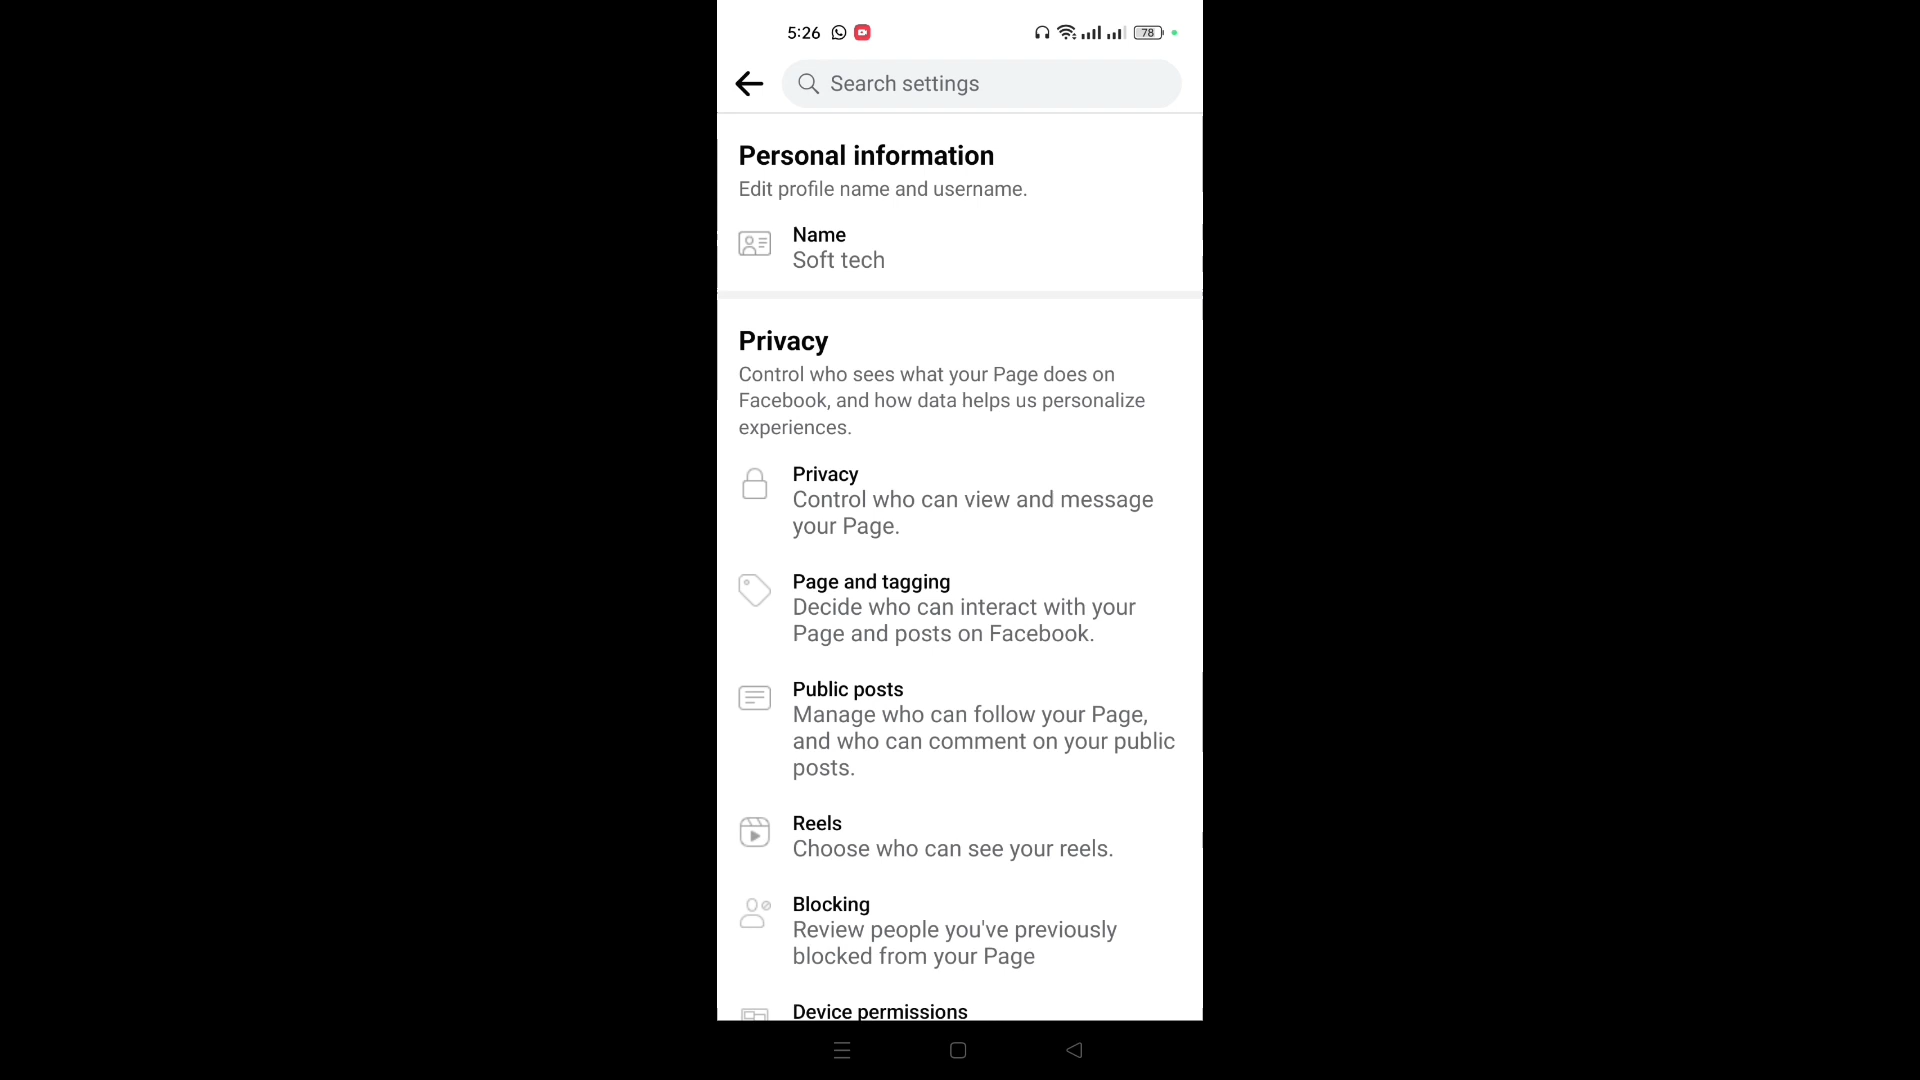 5:26
78
Search settings
Personal information
Edit profile name and username.
Name
Soft tech
Privacy
Control who sees what your Page does on
Facebook, and how data helps us personalize
experiences.
Privacy
Control who can view and message
your Page.
Page and tagging
Decide who can interact with your
Page and posts on Facebook.
Public posts
Manage who can follow your Page,
and who can comment on your public
posts.
Reels
Choose who can see your reels.
Blocking
Review people you've previously
blocked from your Page
Device permissions